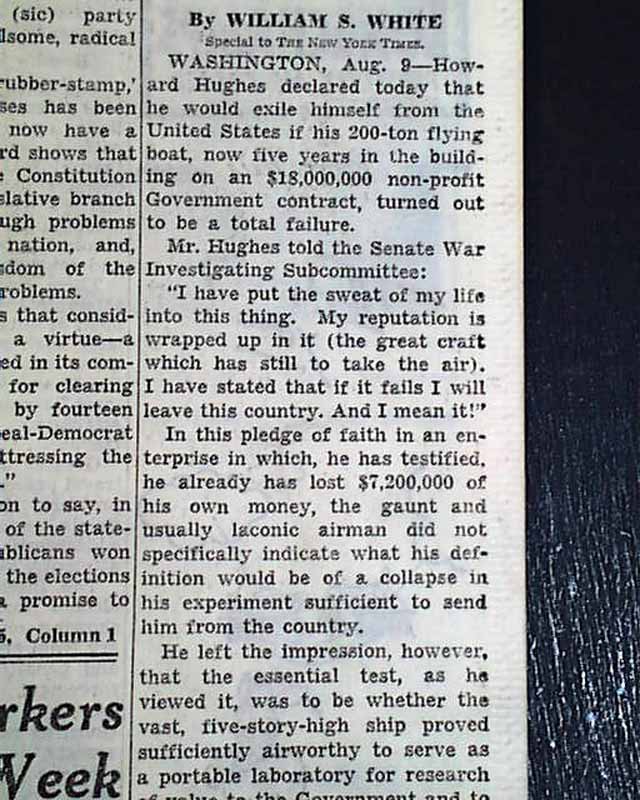 (sic) party
lsome, radical
rubber-stamp,'
ses has been
now have a
rd shows that
Constitution
slative branch
ugh problems
nation, and,
sdom of the
roblems.
s that consid-
a virtue—a
ed in its com-
for clearing
by fourteen
eal-Democrat
ttressing the
."
on to say, in
of the state-
ublicans won
the elections
a promise to
5, Column 1
rkers
Week
By WILLIAM S. WHITE
Special to THE NEW YORK TIMES.
WASHINGTON, Aug. 9—How-
ard Hughes declared today that
he would exile himself from the
United States if his 200-ton flying
boat, now five years in the build-
ing on an $18,000,000 non-profit
Government contract, turned out
to be a total failure.
Mr. Hughes told the Senate War
Investigating Subcommittee:
"I have put the sweat of my life
into this thing. My reputation is
wrapped up in it (the great craft
which has still to take the air).
I have stated that if it fails I will
leave this country. And I mean it!"
In this pledge of faith in an en-
terprise in which, he has testified,
he already has lost $7,200,000 of
his own money, the gaunt and
usually laconic airman did not
specifically indicate what his def-
inition would be of a collapse in
his experiment sufficient to send
him from the country.
He left the impression, however,
that the essential test, as he
viewed it, was to be whether the
vast, five-story-high ship proved
sufficiently airworthy to serve as
a portable laboratory for research
of value to the Government and to